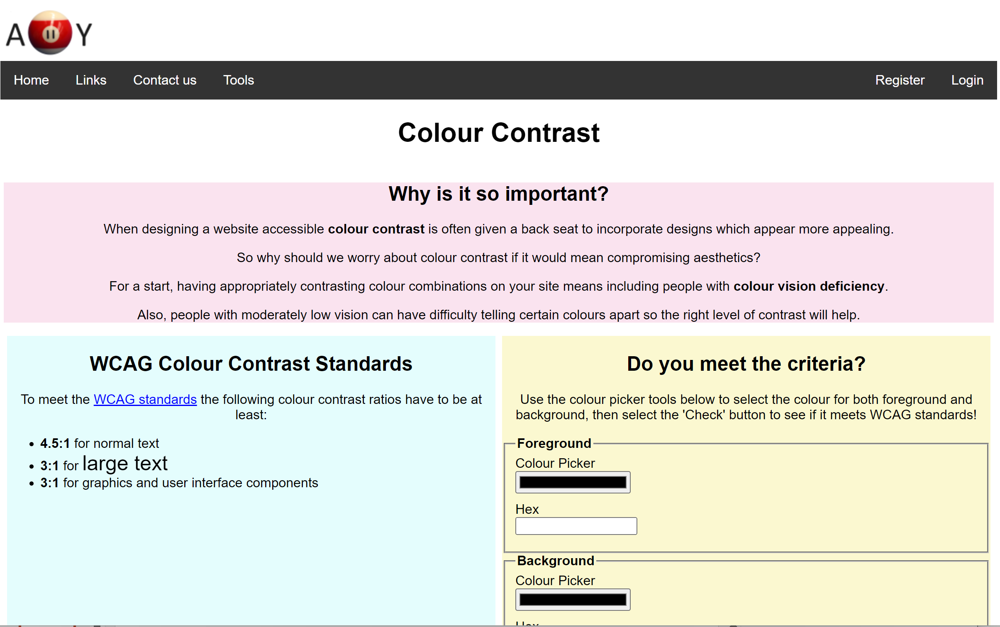 A 11 Y
Home Links Contact us Tools Register Login
Colour Contrast
Why is it so important?
When designing a website accessible colour contrast is often given a back seat to incorporate designs which appear more appealing.
So why should we worry about colour contrast if it would mean compromising aesthetics?
For a start, having appropriately contrasting colour combinations on your site means including people with colour vision deficiency.
Also, people with moderately low vision can have difficulty telling certain colours apart so the right level of contrast will help.
WCAG Colour Contrast Standards
To meet the WCAG standards the following colour contrast ratios have to be at
least:
• 4.5:1 for normal text
• 3:1 for large text
• 3:1 for graphics and user interface components
Do you meet the criteria?
Use the colour picker tools below to select the colour for both foreground and
background, then select the 'Check' button to see if it meets WCAG standards!
Foreground
Colour Picker
Hex
Background
Colour Picker
Hex